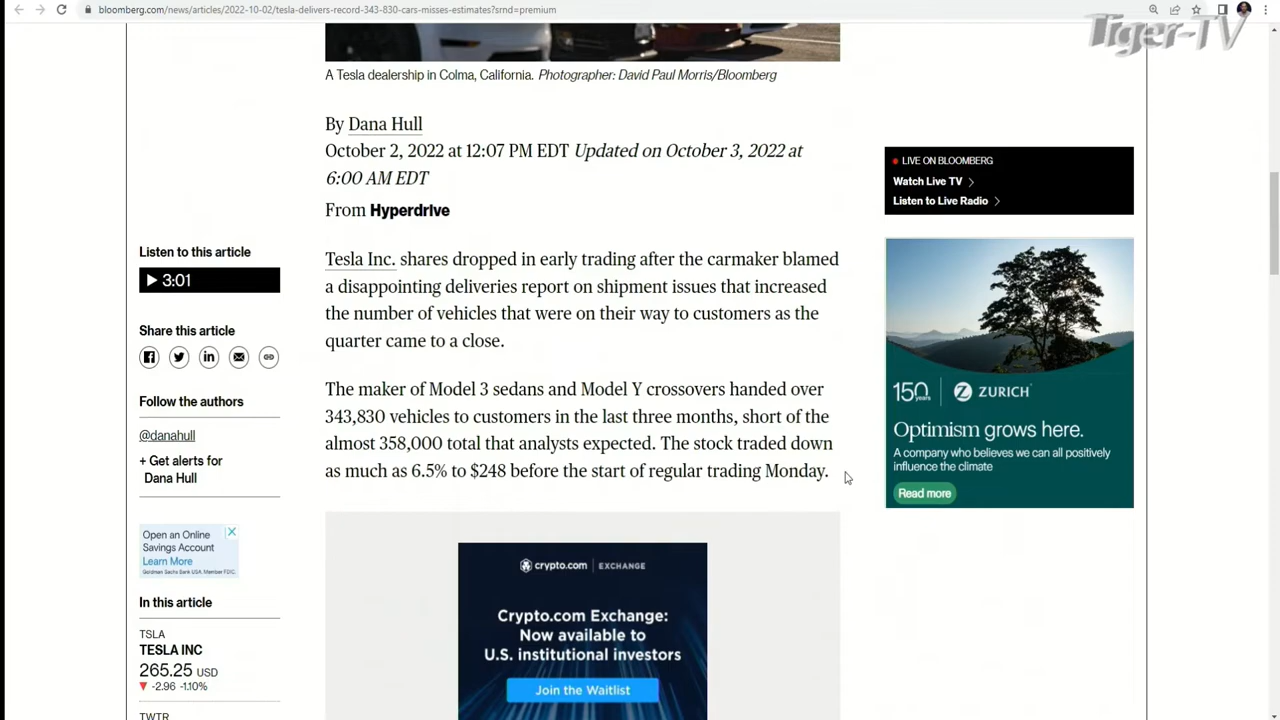 bloomberg.com/news/articles/2022-10-02/tesla-delivers-record-343-830-cars-misses-estimates?srnd=premium
Tiger-TV
A Tesla dealership in Colma, California. Photographer: David Paul Morris/Bloomberg
By Dana Hull
October 2, 2022 at 12:07 PM EDT Updated on October 3, 2022 at
6:00 AM EDT
From Hyperdrive
Listen to this article
3:01
Share this article
Follow the authors
@danahull
+ Get alerts for
Dana Hull
Open an Online
Savings Account
Learn More
Goldman Sachs Bank USA. Member FDIC.
In this article
TSLA
TESLA INC
265.25 USD
-2.96 -1.10%
TWTR
Tesla Inc. shares dropped in early trading after the carmaker blamed
a disappointing deliveries report on shipment issues that increased
the number of vehicles that were on their way to customers as the
quarter came to a close.
The maker of Model 3 sedans and Model Y crossovers handed over
343,830 vehicles to customers in the last three months, short of the
almost 358,000 total that analysts expected. The stock traded down
as much as 6.5% to $248 before the start of regular trading Monday.
crypto.com | EXCHANGE
Crypto.com Exchange:
Now available to
U.S. institutional investors
Join the Waitlist
LIVE ON BLOOMBERG
Watch Live TV
Listen to Live Radio
150 years
ZURICH
Optimism grows here.
A company who believes we can all positively
influence the climate
Read more